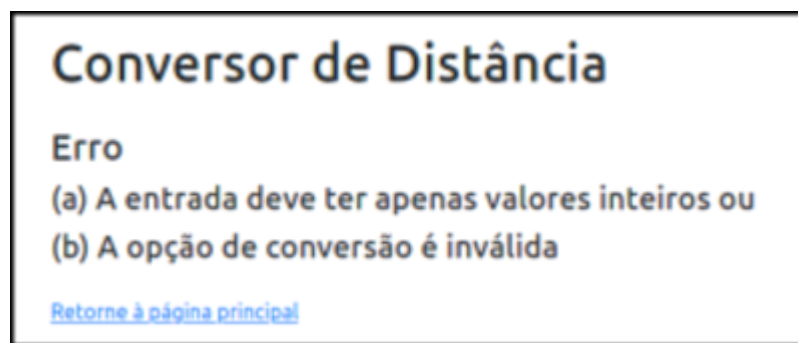 Conversor de Distância
Erro
(a) A entrada deve ter apenas valores inteiros ou
(b) A opção de conversão é inválida
Retorne à página principal